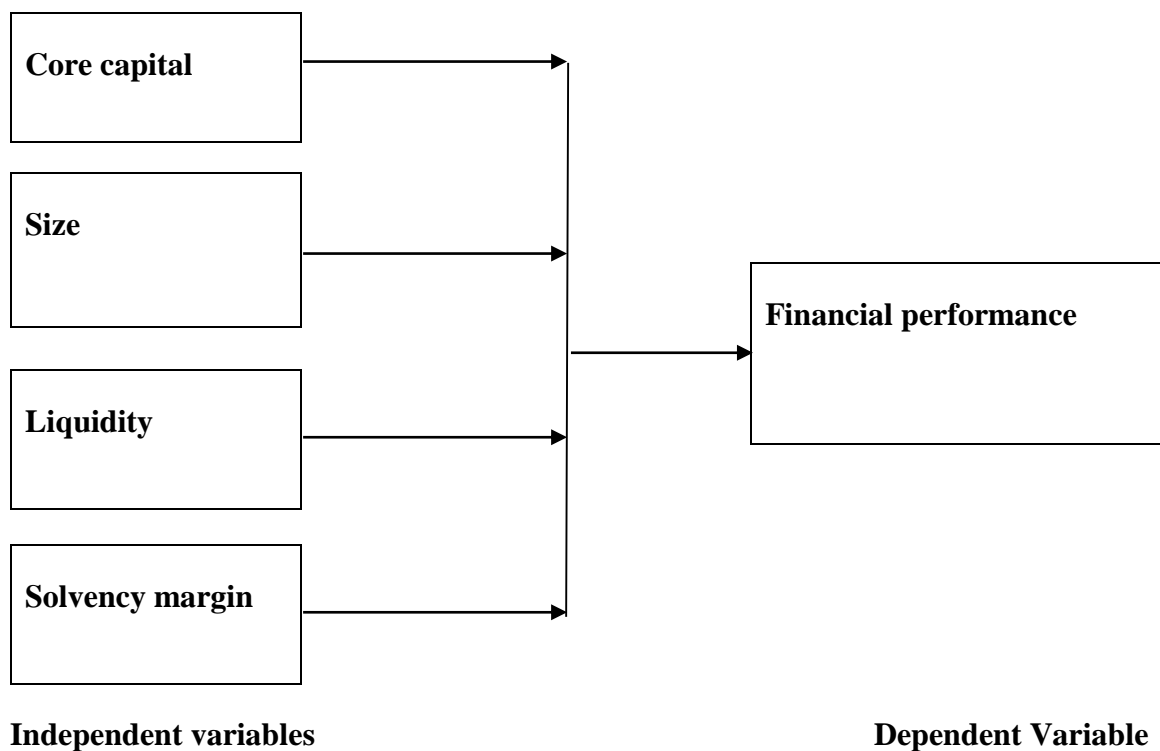 Core capital
Size
Financial performance
Liquidity
Solvency margin
Independent variables
Dependent Variable